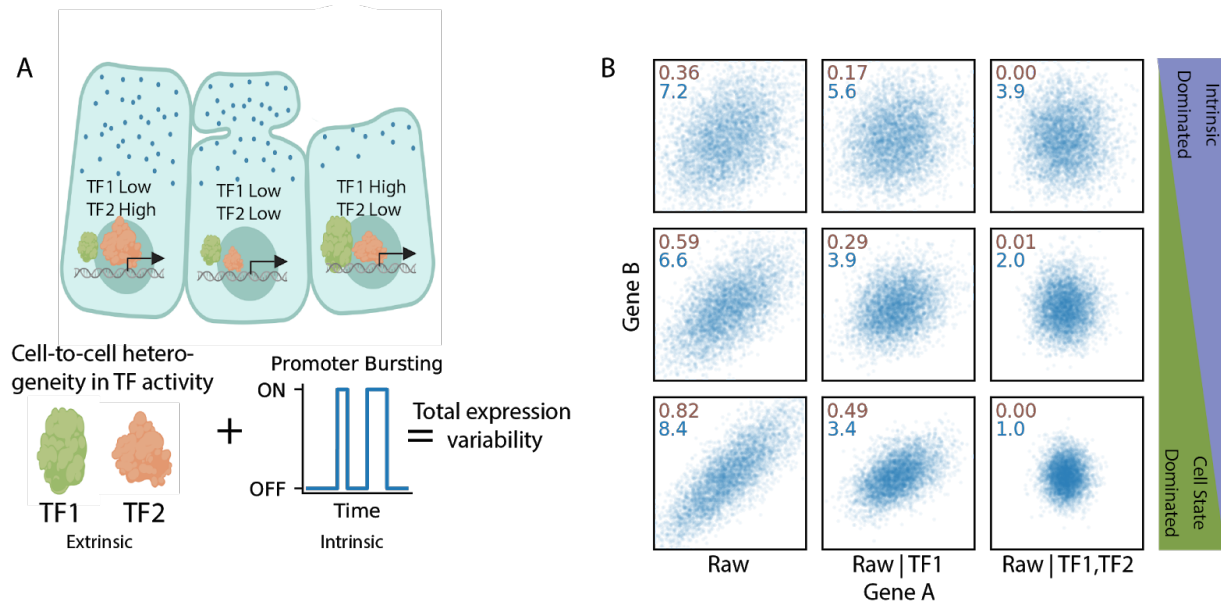 A
TF1 Low
TF2 High
TF1 Low
TF2 Low
TF1 High
TF2 Low
Cell-to-cell hetero-
geneity in TF activity
TF1
TF2
Extrinsic
+
Promoter Bursting
ON
OFF
Time
Intrinsic
=
Total expression
variability
B
0.36
7.2
0.17
5.6
0.00
3.9
0.59
6.6
0.29
3.9
0.01
2.0
0.82
8.4
0.49
3.4
0.00
1.0
Gene B
Raw
Raw | TF1
Raw | TF1,TF2
Gene A
Intrinsic
Dominated
Cell State
Dominated